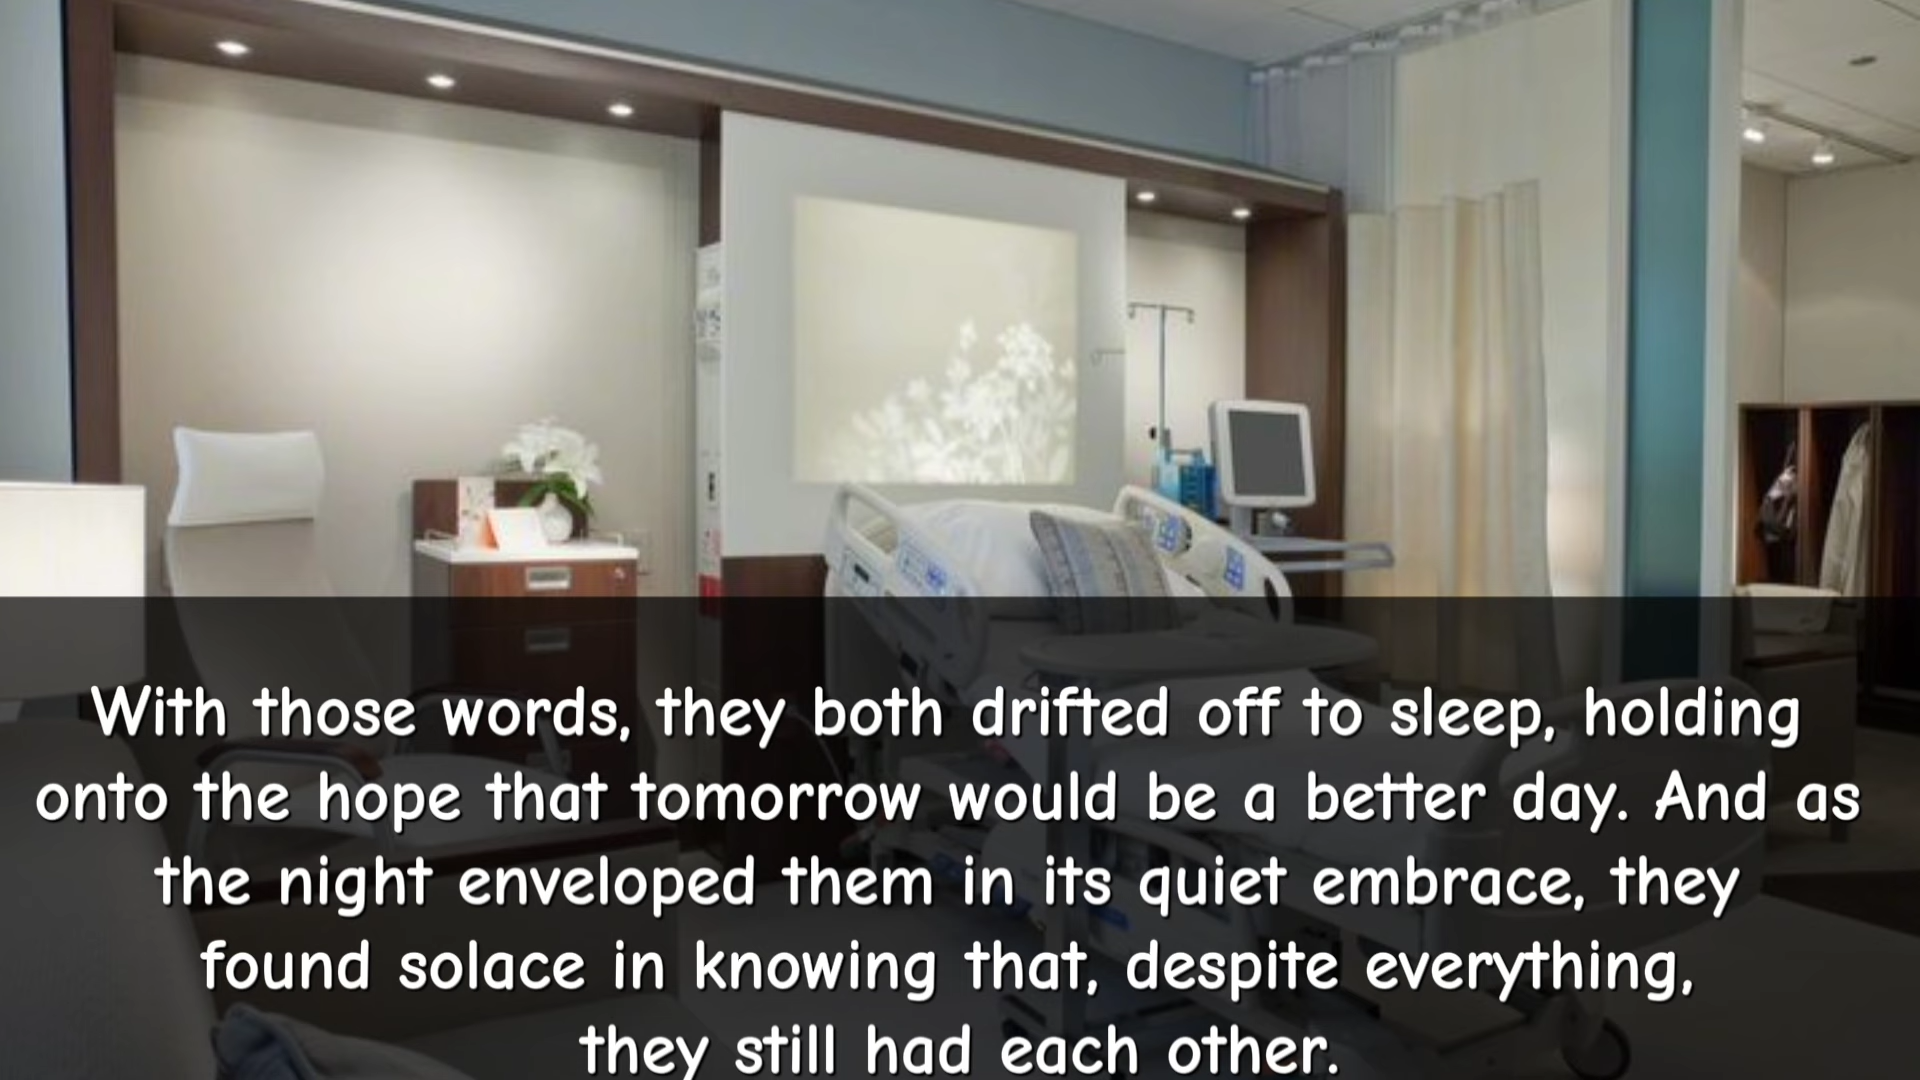 With those words, they both drifted off to sleep, holding
onto the hope that tomorrow would be a better day. And as
the night enveloped them in its quiet embrace, they
found solace in knowing that, despite everything,
they still had each other.